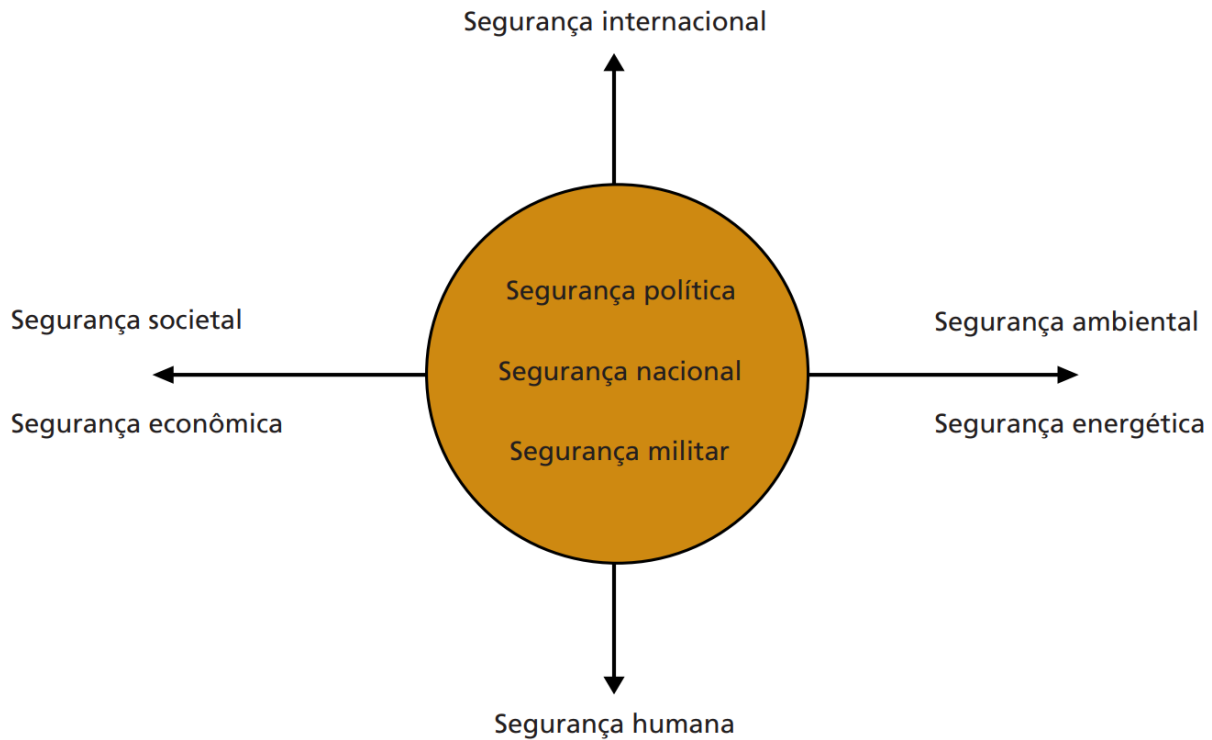 Segurança internacional
Segurança política
Segurança societal
Segurança ambiental
Segurança nacional
Segurança econômica
Segurança energética
Segurança militar
Segurança humana